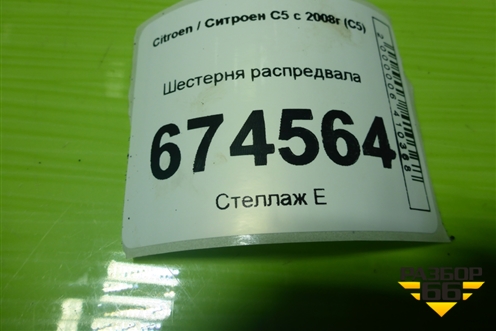 Citroen / Ситроен C5 с 2008г (C5)
Шестерня распредвала
674564
Стеллаж Е
РАЗБОР
66